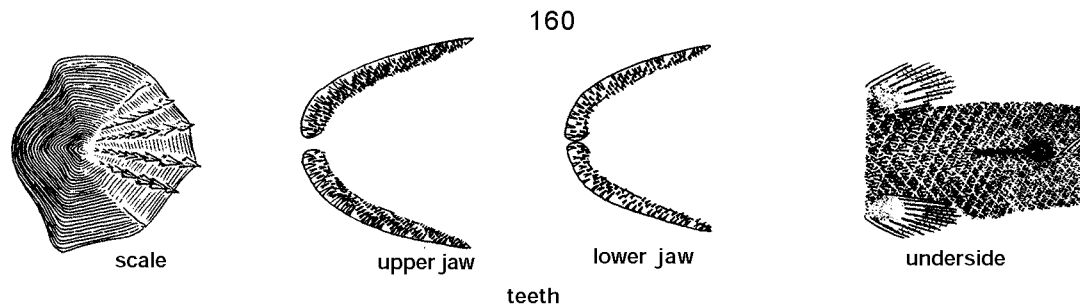 160
scale
upper jaw
lower jaw
underside
teeth